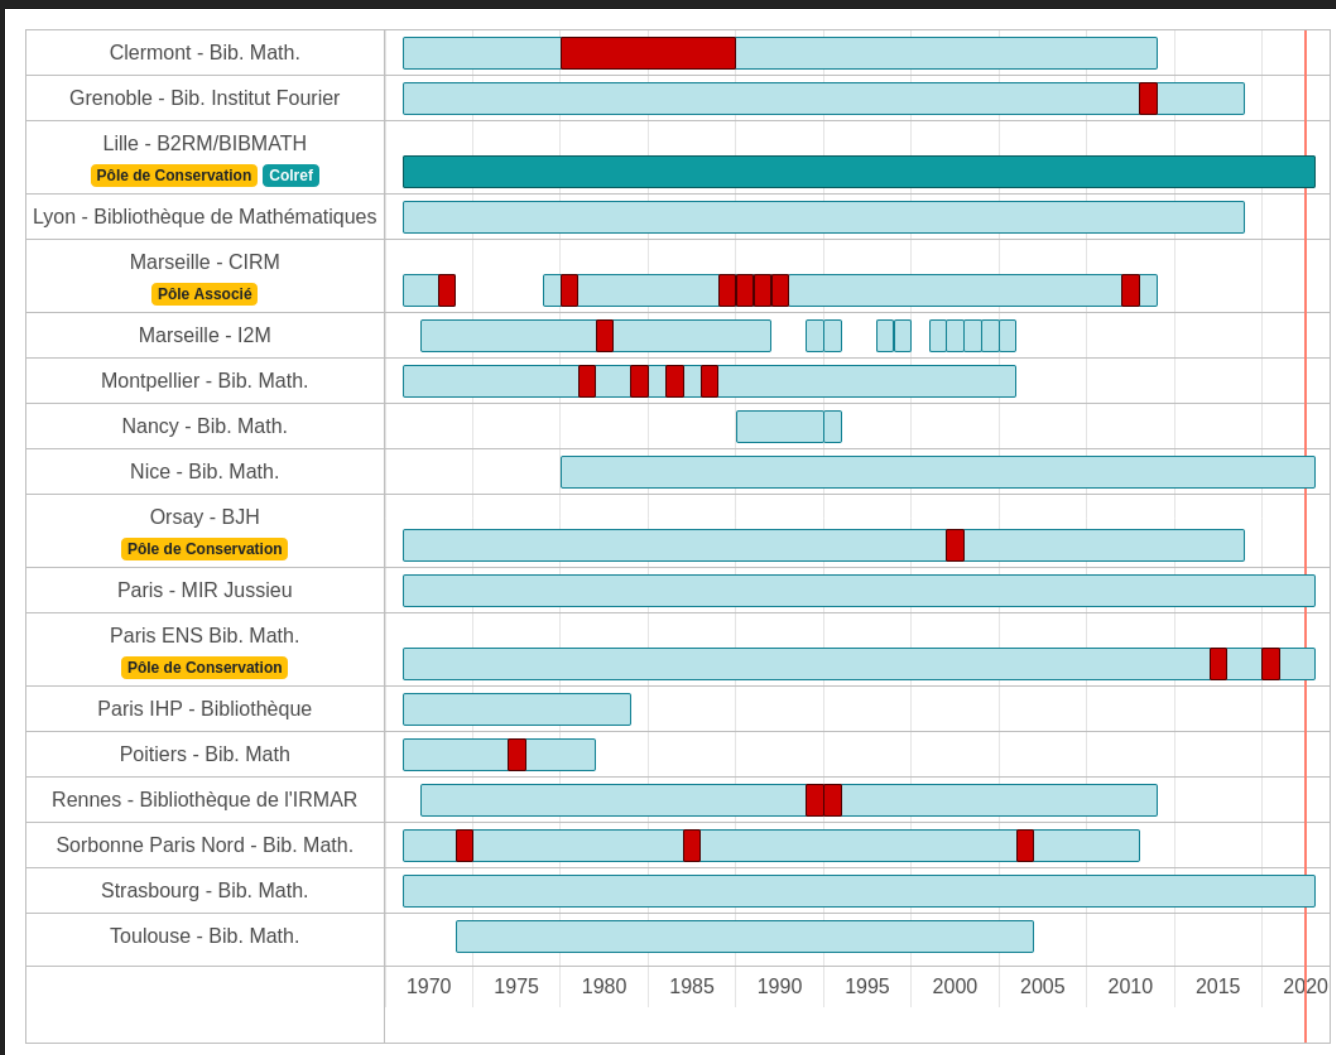 Clermont - Bib. Math.
Grenoble - Bib. Institut Fourier
Lille - B2RM/BIBMATH
Pôle de Conservation Colref
Lyon - Bibliothèque de Mathématiques
Marseille - CIRM
Pôle Associé
Marseille - I2M
Montpellier - Bib. Math.
Nancy - Bib. Math.
Nice - Bib. Math.
Orsay - BJH
Pôle de Conservation
Paris - MIR Jussieu
Paris ENS Bib. Math.
Pôle de Conservation
Paris IHP - Bibliothèque
Poitiers - Bib. Math
Rennes - Bibliothèque de l'IRMAR
Sorbonne Paris Nord - Bib. Math.
Strasbourg - Bib. Math.
Toulouse - Bib. Math.
1970 1975 1980 1985 1990 1995 2000 2005 2010 2015 2020